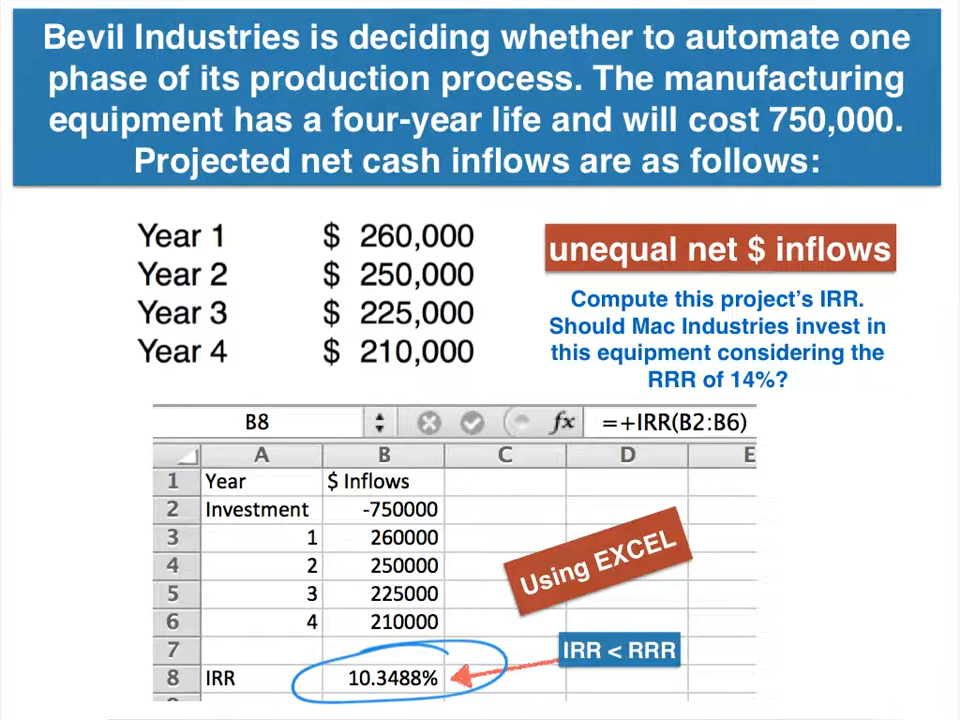 Bevil Industries is deciding whether to automate one
phase of its production process. The manufacturing
equipment has a four-year life and will cost 750,000.
Projected net cash inflows are as follows:
Year 1 $ 260,000
Year 2 $ 250,000
Year 3 $ 225,000
Year 4 $ 210,000
unequal net $ inflows
Compute this project's IRR.
Should Mac Industries invest in
this equipment considering the
RRR of 14%?
B8 fx =+IRR(B2:B6)
A B C D E
1 Year $ Inflows
2 Investment -750000
3 1 260000
4 2 250000
5 3 225000
6 4 210000
7
8 IRR 10.3488%
Using EXCEL
IRR < RRR